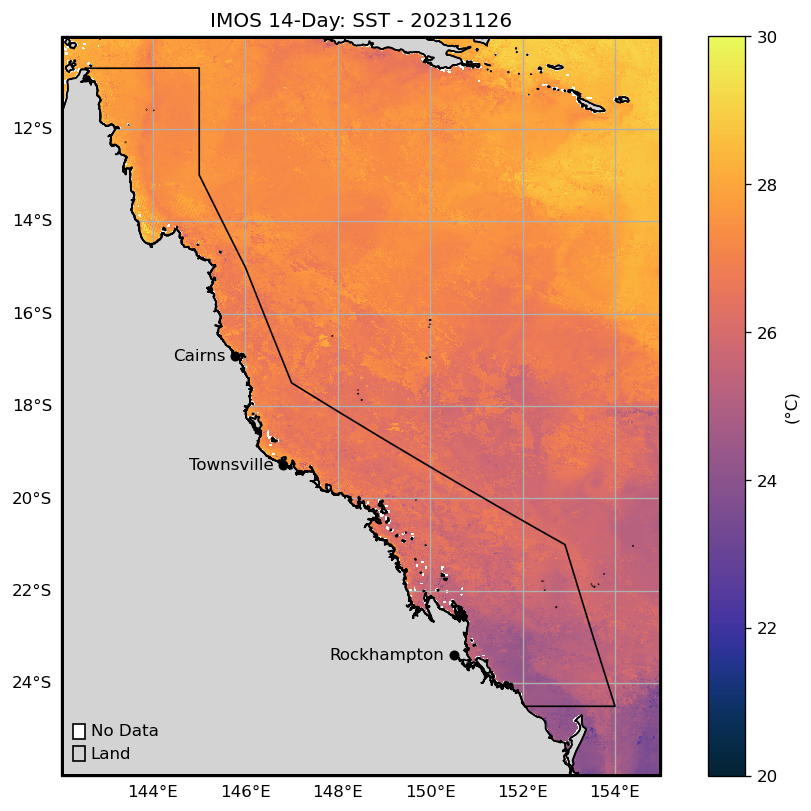 IMOS 14-Day: SST - 20231126
30
12°S
28
14°S
16°S
26
Cairns
(°C)
18°S
Townsville
24
20°S
22°S
22
Rockhampton
24°S
No Data
Land
20
144°E 146°E 148°E 150°E 152°E 154°E